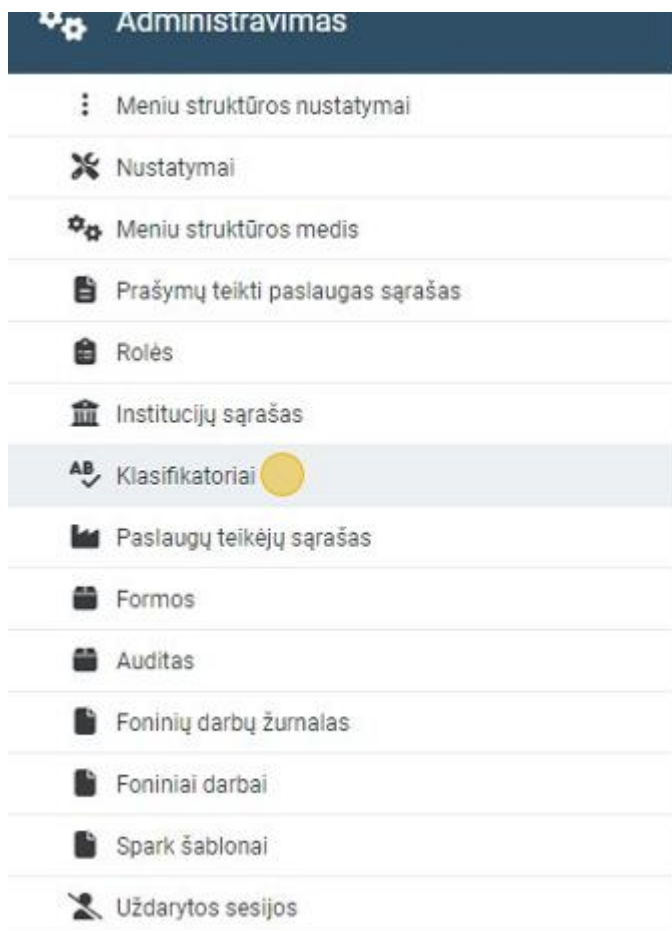 Administravimas
Meniu struktūros nustatymai
Nustatymai
Meniu struktūros medis
Prašymų teikti paslaugas sąrašas
Rolės
Institucijų sąrašas
Klasifikatoriai
Paslaugų teikėjų sąrašas
Formos
Auditas
Foninių darbų žurnalas
Foniniai darbai
Spark šablonai
Uždarytos sesijos